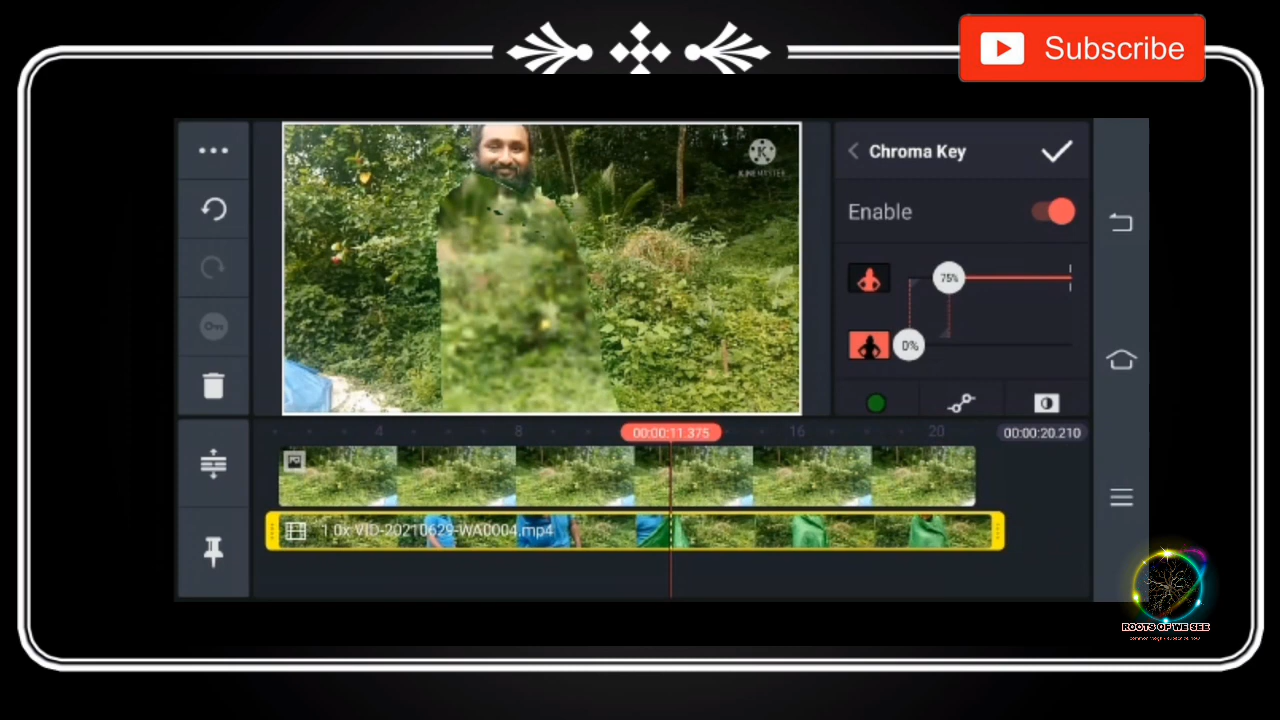 Subscribe
Chroma Key
KINEMASTER
Enable
75%
0%
4
8
00:00:11.375
16
20
00:00:20.210
1.0x VID-20210629-WA0004.mp4
ROOTS OF WE SEE